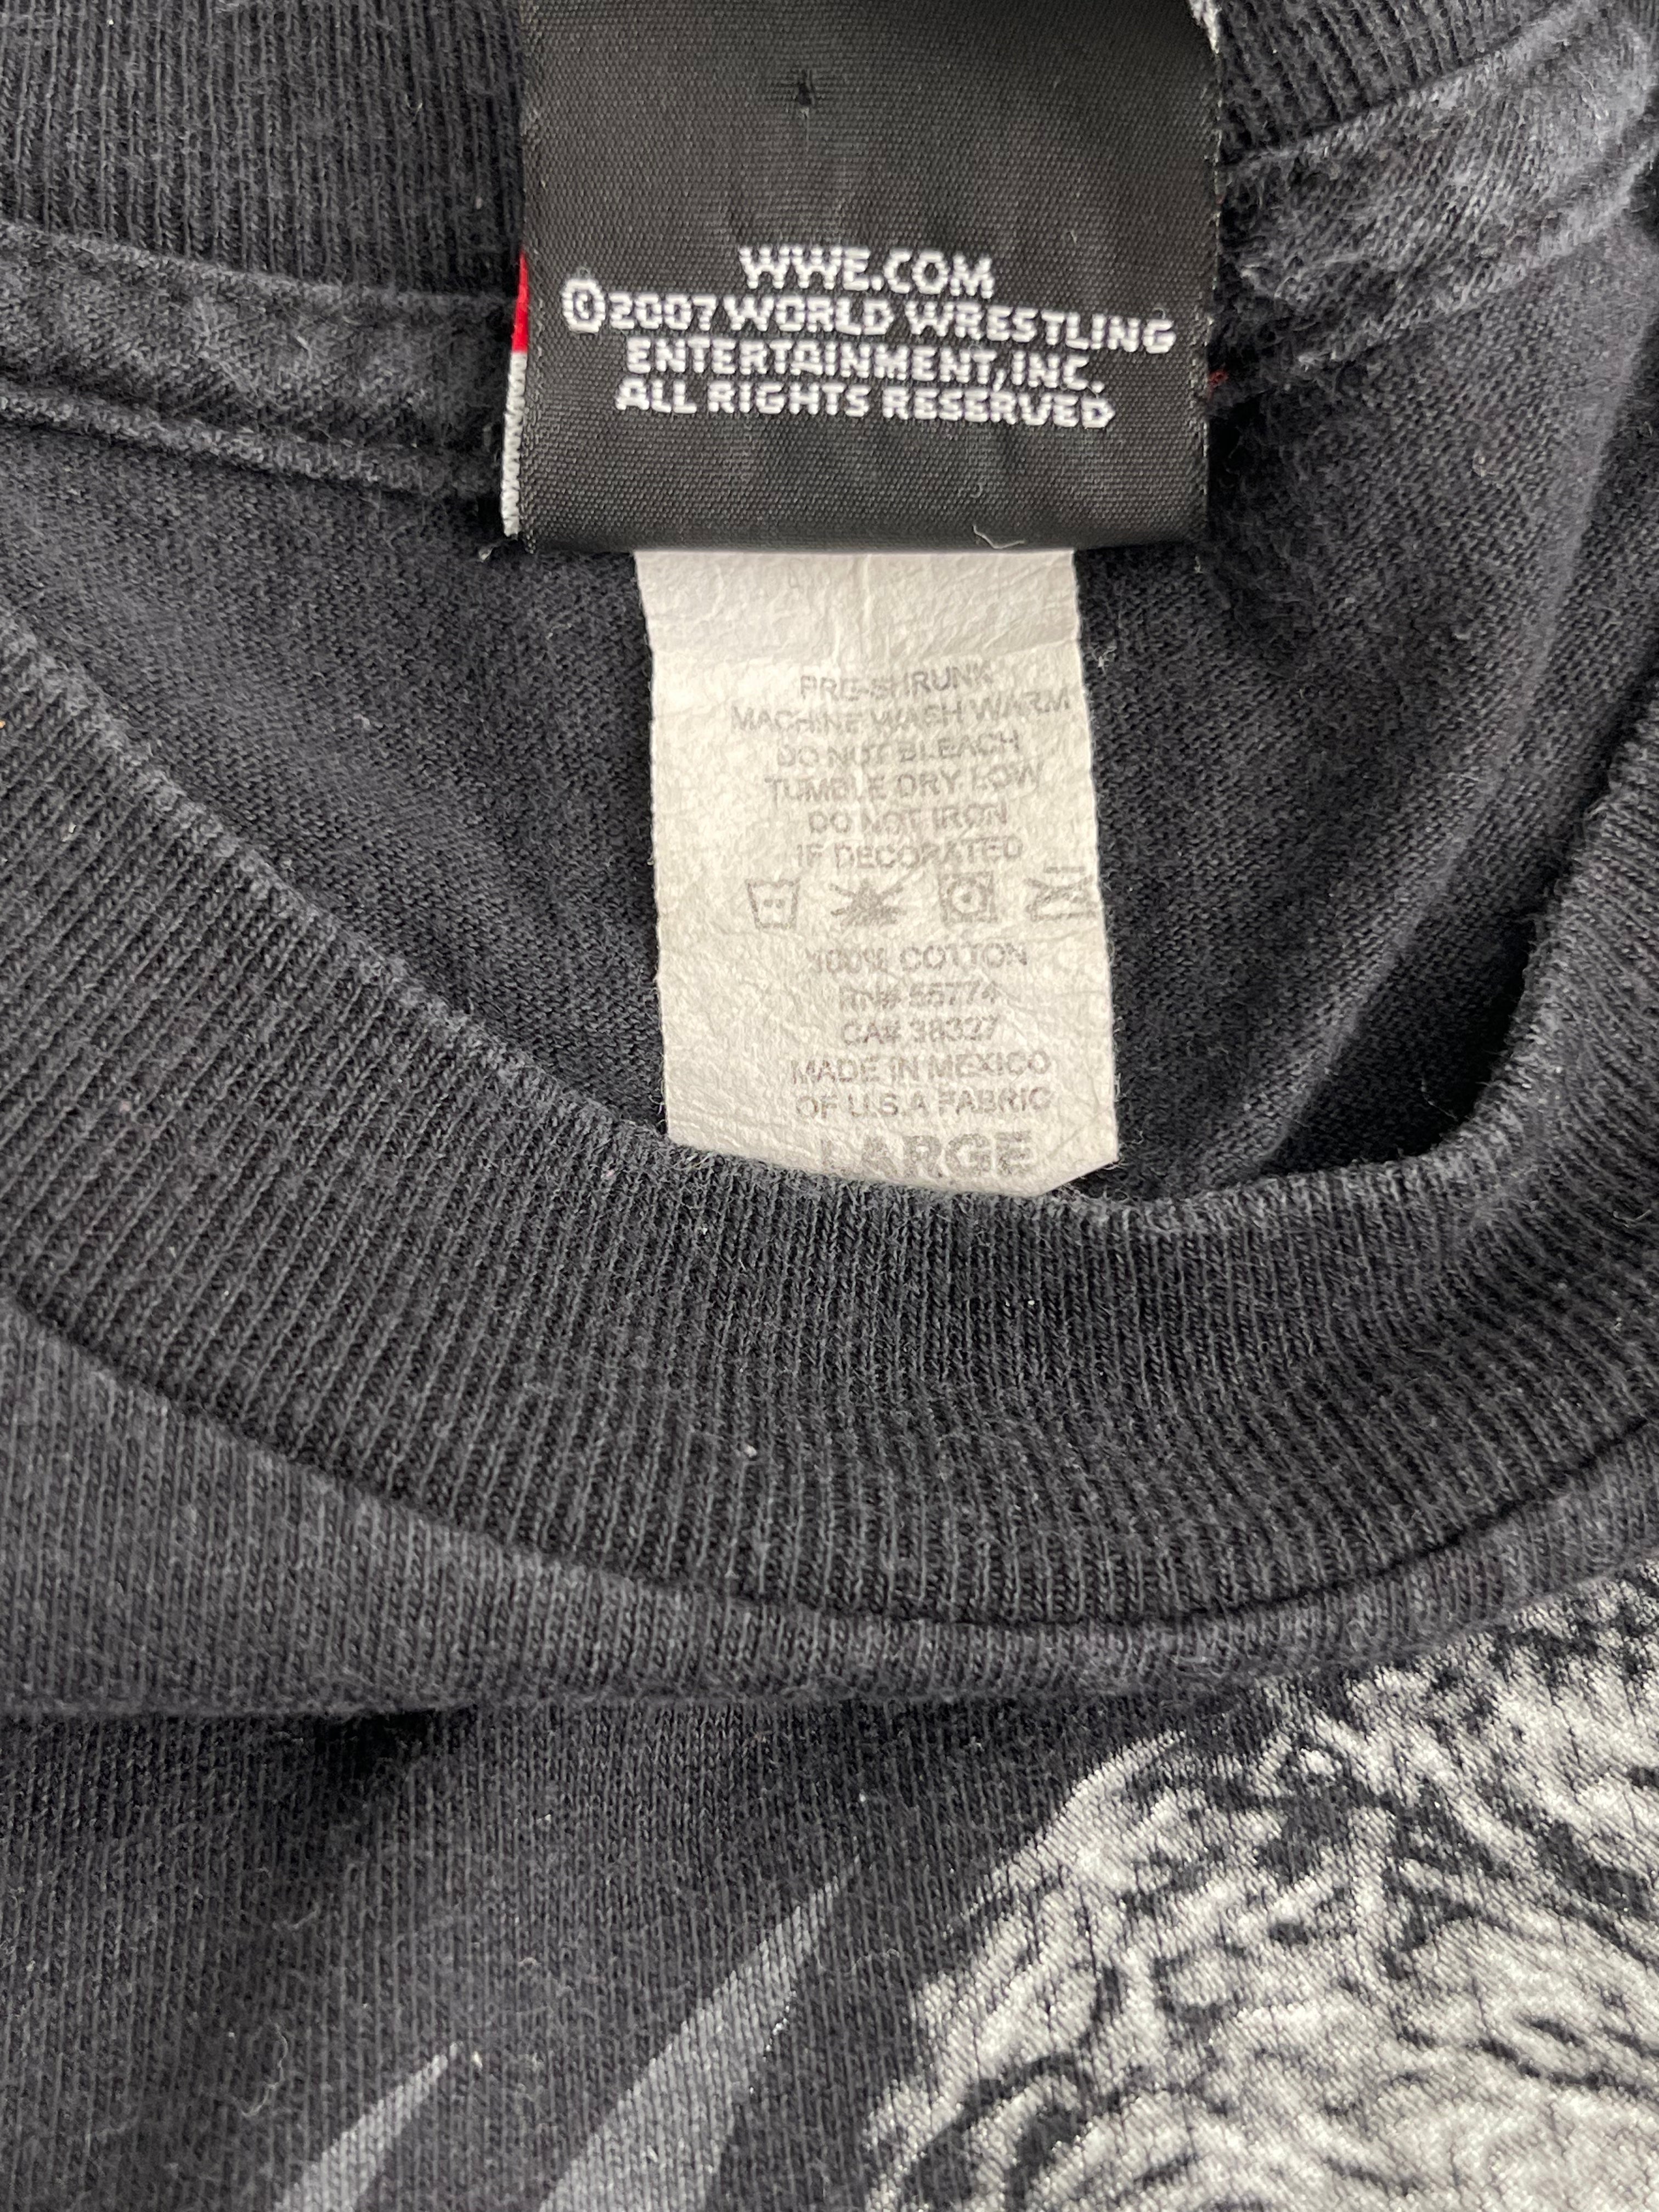 WWE.COM
©2007 WORLD WRESTLING
ENTERTAINMENT, INC.
ALL RIGHTS RESERVED
PRE-SHRUNK
MACHINE WASH WARM
DO NOT BLEACH
TUMBLE DRY LOW
DO NOT IRON
IF DECORATED
100% COTTON
RN# 55774
CA# 38327
MADE IN MEXICO
OF U.S.A FABRIC
LARGE